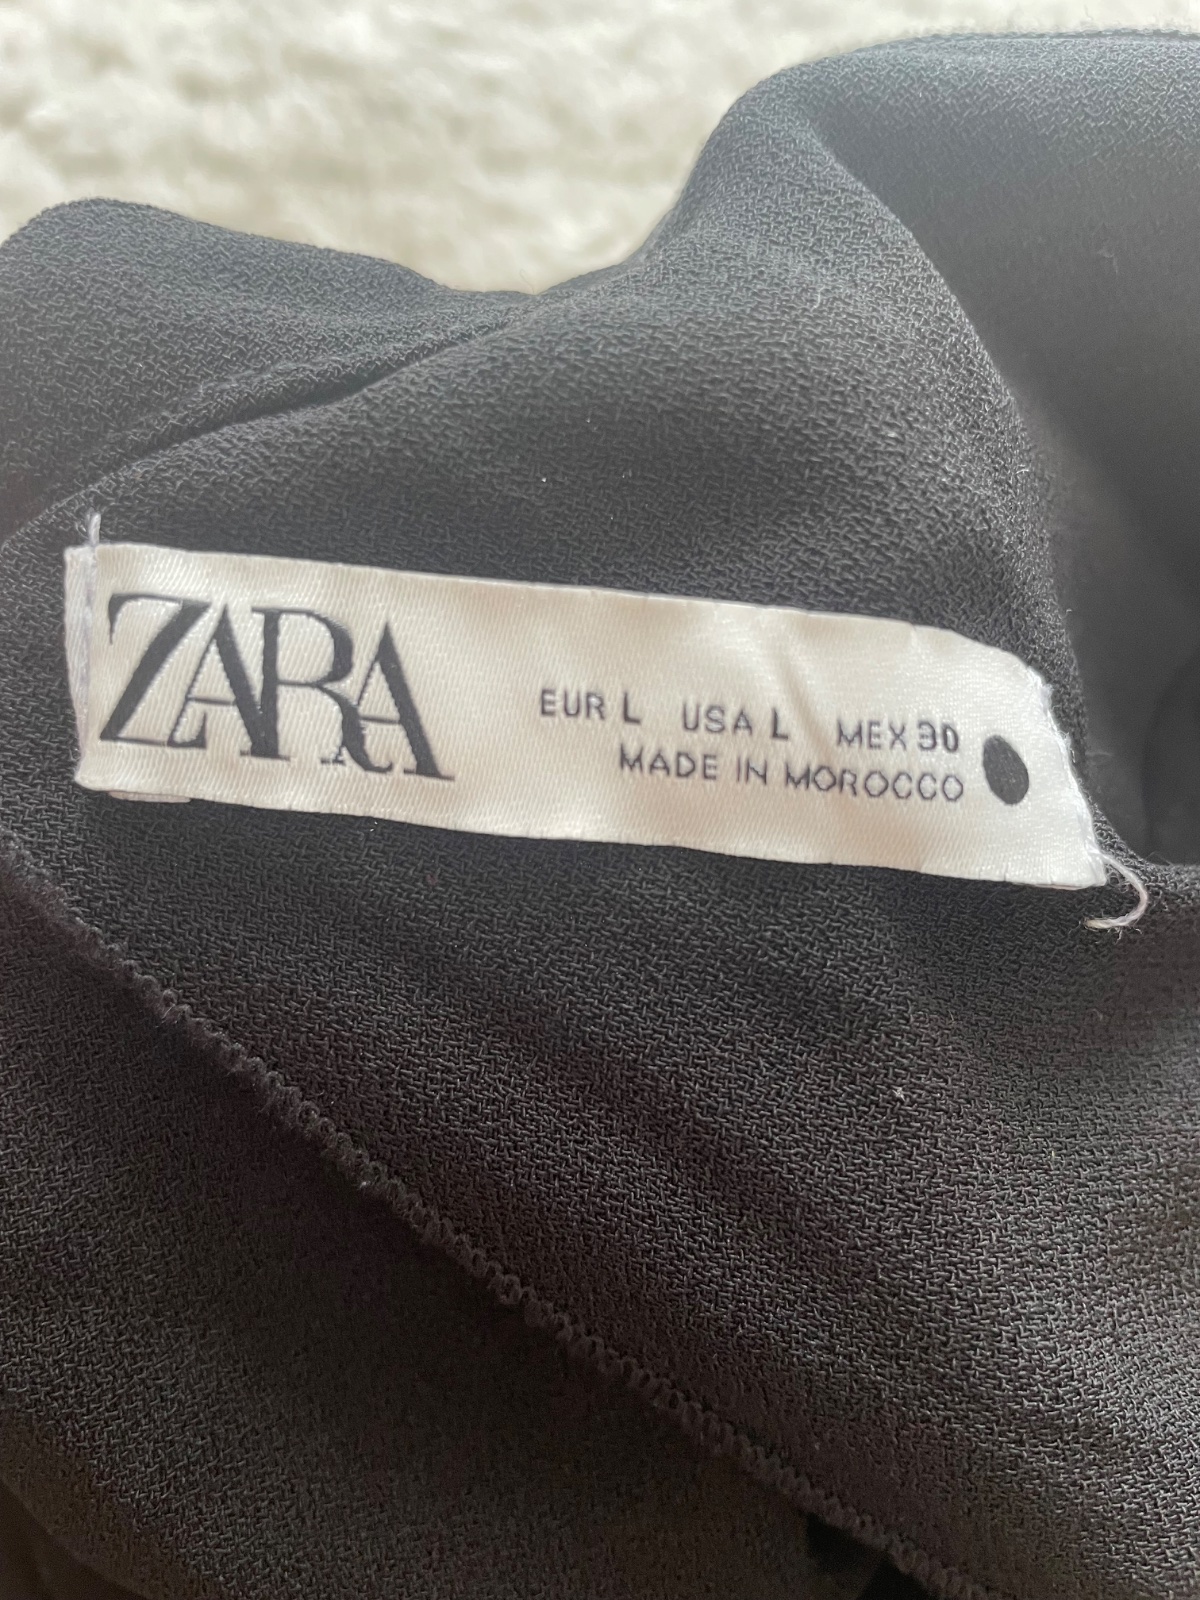 ZARA
EUR L USA L MEX 30
MADE IN MOROCCO